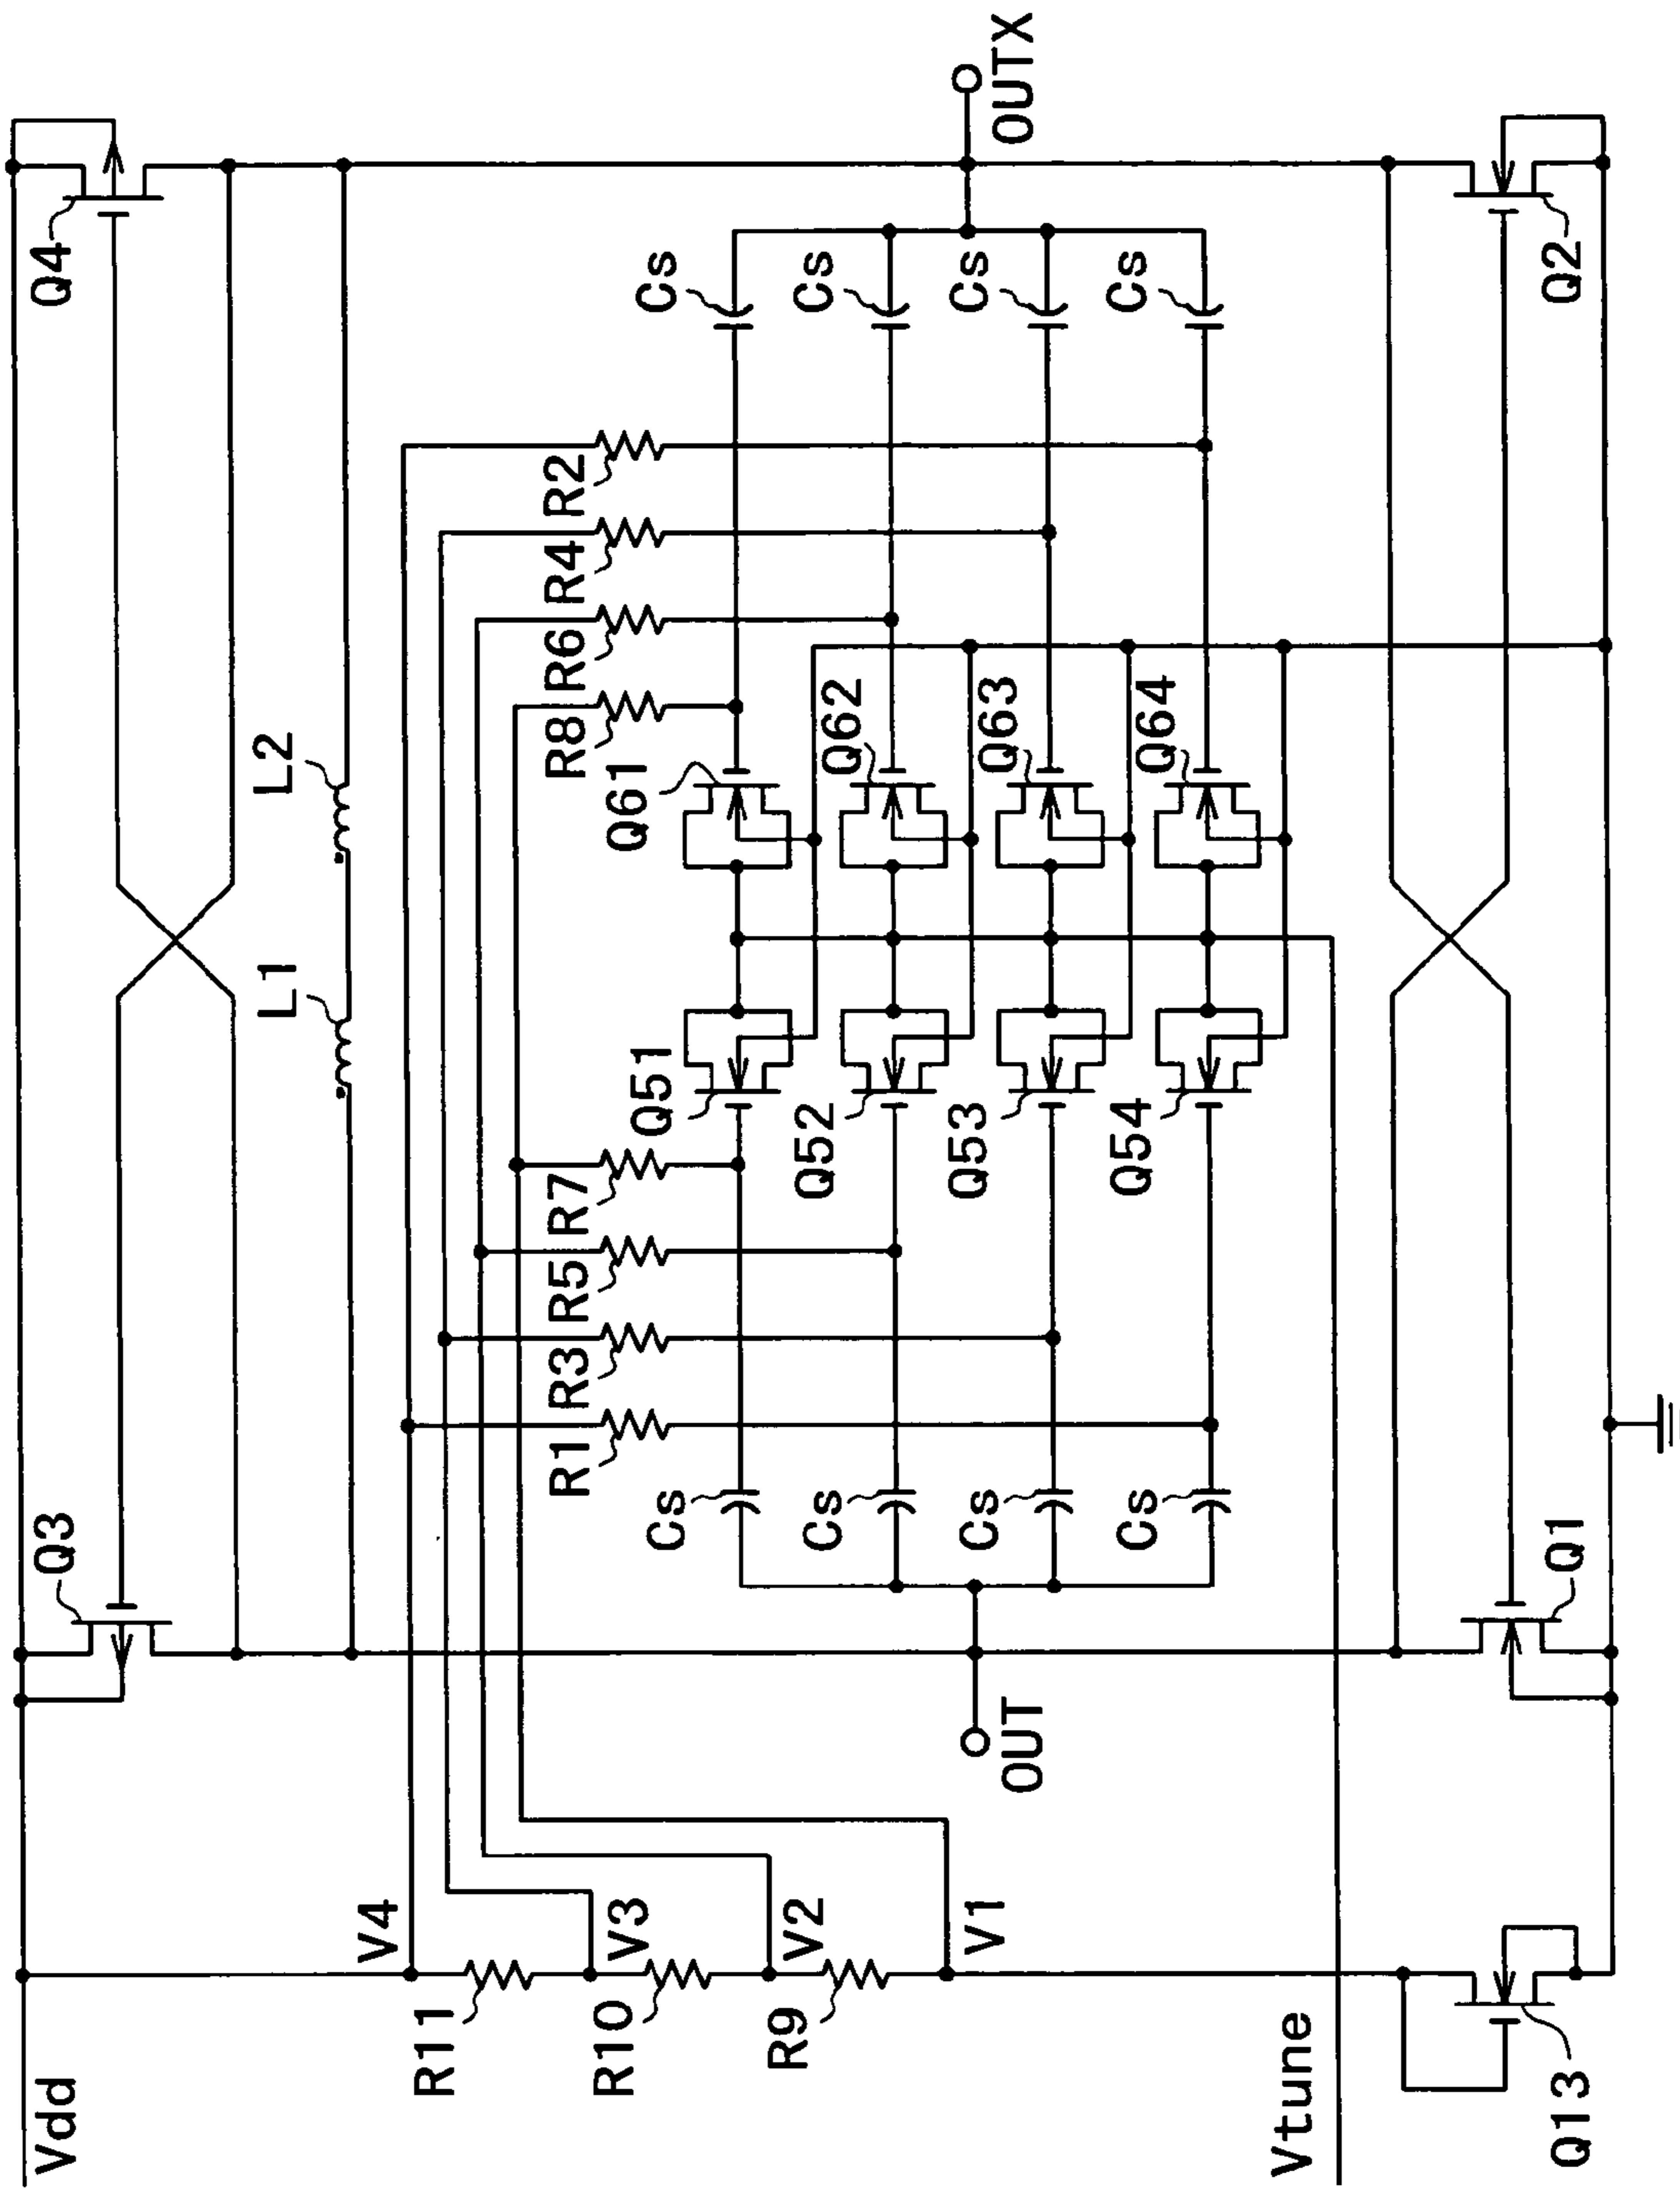 Vdd
Q3
Q4
L1
L2
V4
R11
V3
R10
V2
R9
V1
R1
R3
R5
R7
R8
R6
R4
R2
Cs
Q51
Q61
Cs
Cs
Q52
Q62
Cs
Cs
Q53
Q63
Cs
Cs
Q54
Q64
Cs
OUT
OUTX
Vtune
Q13
Q1
Q2